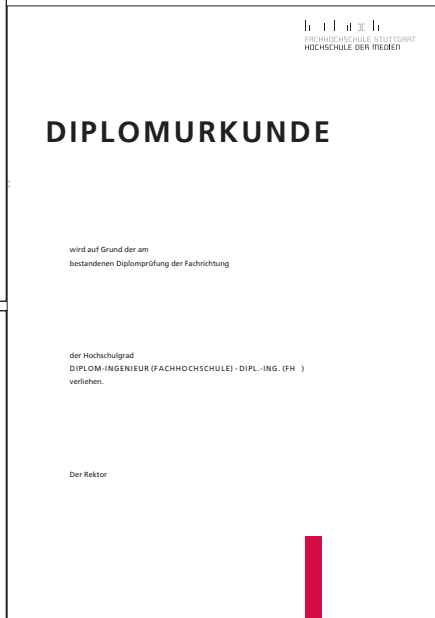 FACHHOCHSCHULE STUTTGART
HOCHSCHULE DER MEDIEN
DIPLOMURKUNDE
wird auf Grund der am
bestandenen Diplomprüfung der Fachrichtung
der Hochschulgrad
DIPLOM-INGENIEUR (FACHHOCHSCHULE) - DIPL.-ING. (FH )
verliehen.
Der Rektor